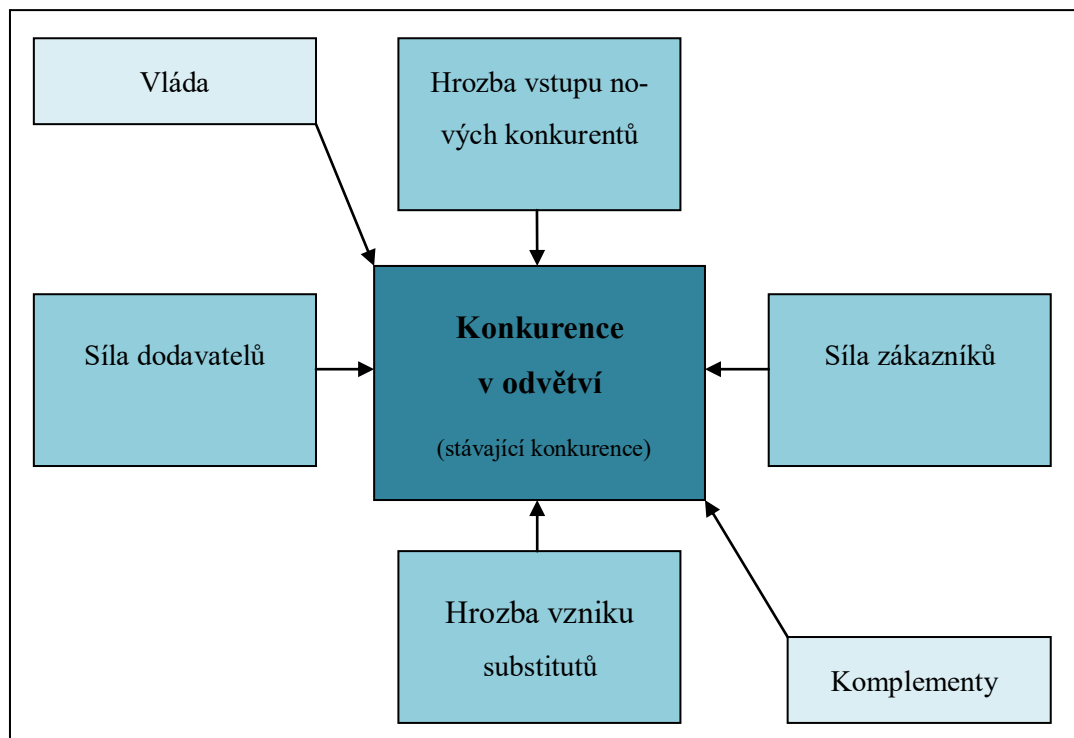 Vláda
Hrozba vstupu no-
vých konkurentů
Síla dodavatelů
Konkurence
v odvětví
(stávající konkurence)
Síla zákazníků
Hrozba vzniku
substitutů
Komplementy